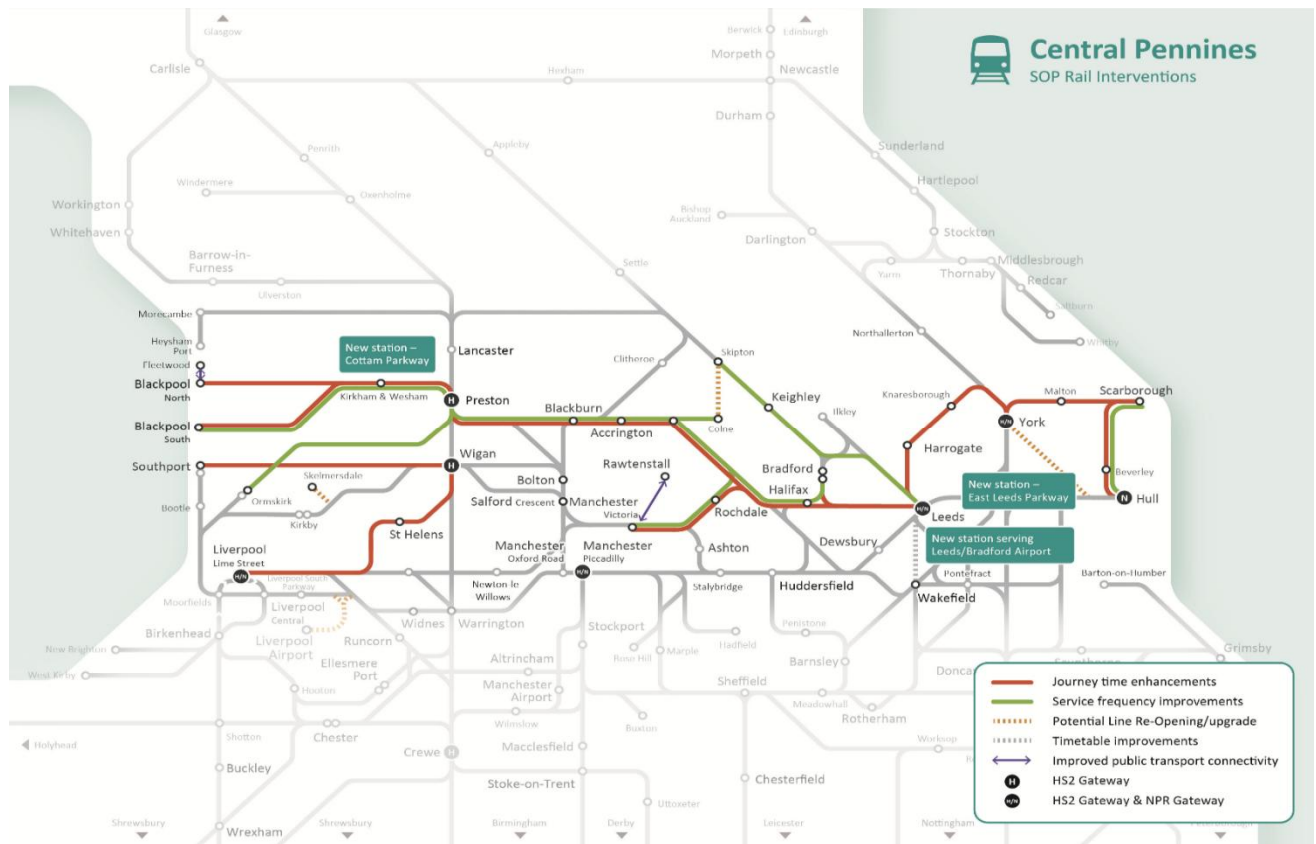 Central Pennines
SOP Rail Interventions
Glasgow
Berwick
Edinburgh
Morpeth
Carlisle
Hexham
Newcastle
Durham
Penrith
Appleby
Sunderland
Windermere
Oxenholme
Hartlepool
Workington
Bishop
Auckland
Whitehaven
Darlington
Stockton
Barrow-in-
Furness
Settle
Yarm
Thornaby
Middlesbrough
Redcar
Saltburn
Ulverston
Morecambe
Northallerton
Whitby
Heysham
Port
New station –
Cottam Parkway
Lancaster
Clitheroe
Skipton
Fleetwood
Blackpool
North
Kirkham & Wesham
H
Preston
Keighley
Knaresborough
Malton
Scarborough
Blackburn
Ilkley
Blackpool
South
Accrington
Colne
H/N
York
Harrogate
Southport
H
Wigan
Rawtenstall
Bradford
Beverley
Skelmersdale
Bolton
Halifax
New station –
East Leeds Parkway
N
Hull
Ormskirk
Salford Crescent
Manchester
Victoria
Rochdale
H/N
Leeds
Bootle
Kirkby
St Helens
New station serving
Leeds/Bradford Airport
Liverpool
Lime Street
Manchester
Oxford Road
Manchester
Piccadilly
Ashton
Dewsbury
H/N
Liverpool South
Parkway
Newton le
Willows
H/N
Stalybridge
Huddersfield
Pontefract
Barton-on-Humber
Wakefield
Moorfields
Liverpool
Central
Widnes
Warrington
Birkenhead
Liverpool
Airport
Runcorn
Stockport
Penistone
New Brighton
Rose Hill
Marple
Hadfield
Barnsley
Grimsby
West Kirby
Ellesmere
Port
Altrincham
Hooton
Manchester
Airport
Sheffield
Meadowhall
Rotherham
Wilmslow
Buxton
Holyhead
Shotton
Chester
Crewe
H
Macclesfield
Worksop
Buckley
Stoke-on-Trent
Chesterfield
Uttoxeter
Shrewsbury
Wrexham
Shrewsbury
Birmingham
Derby
Leicester
Nottingham
Journey time enhancements
Service frequency improvements
Potential Line Re-Opening/upgrade
Timetable improvements
Improved public transport connectivity
H
HS2 Gateway
H/N
HS2 Gateway & NPR Gateway